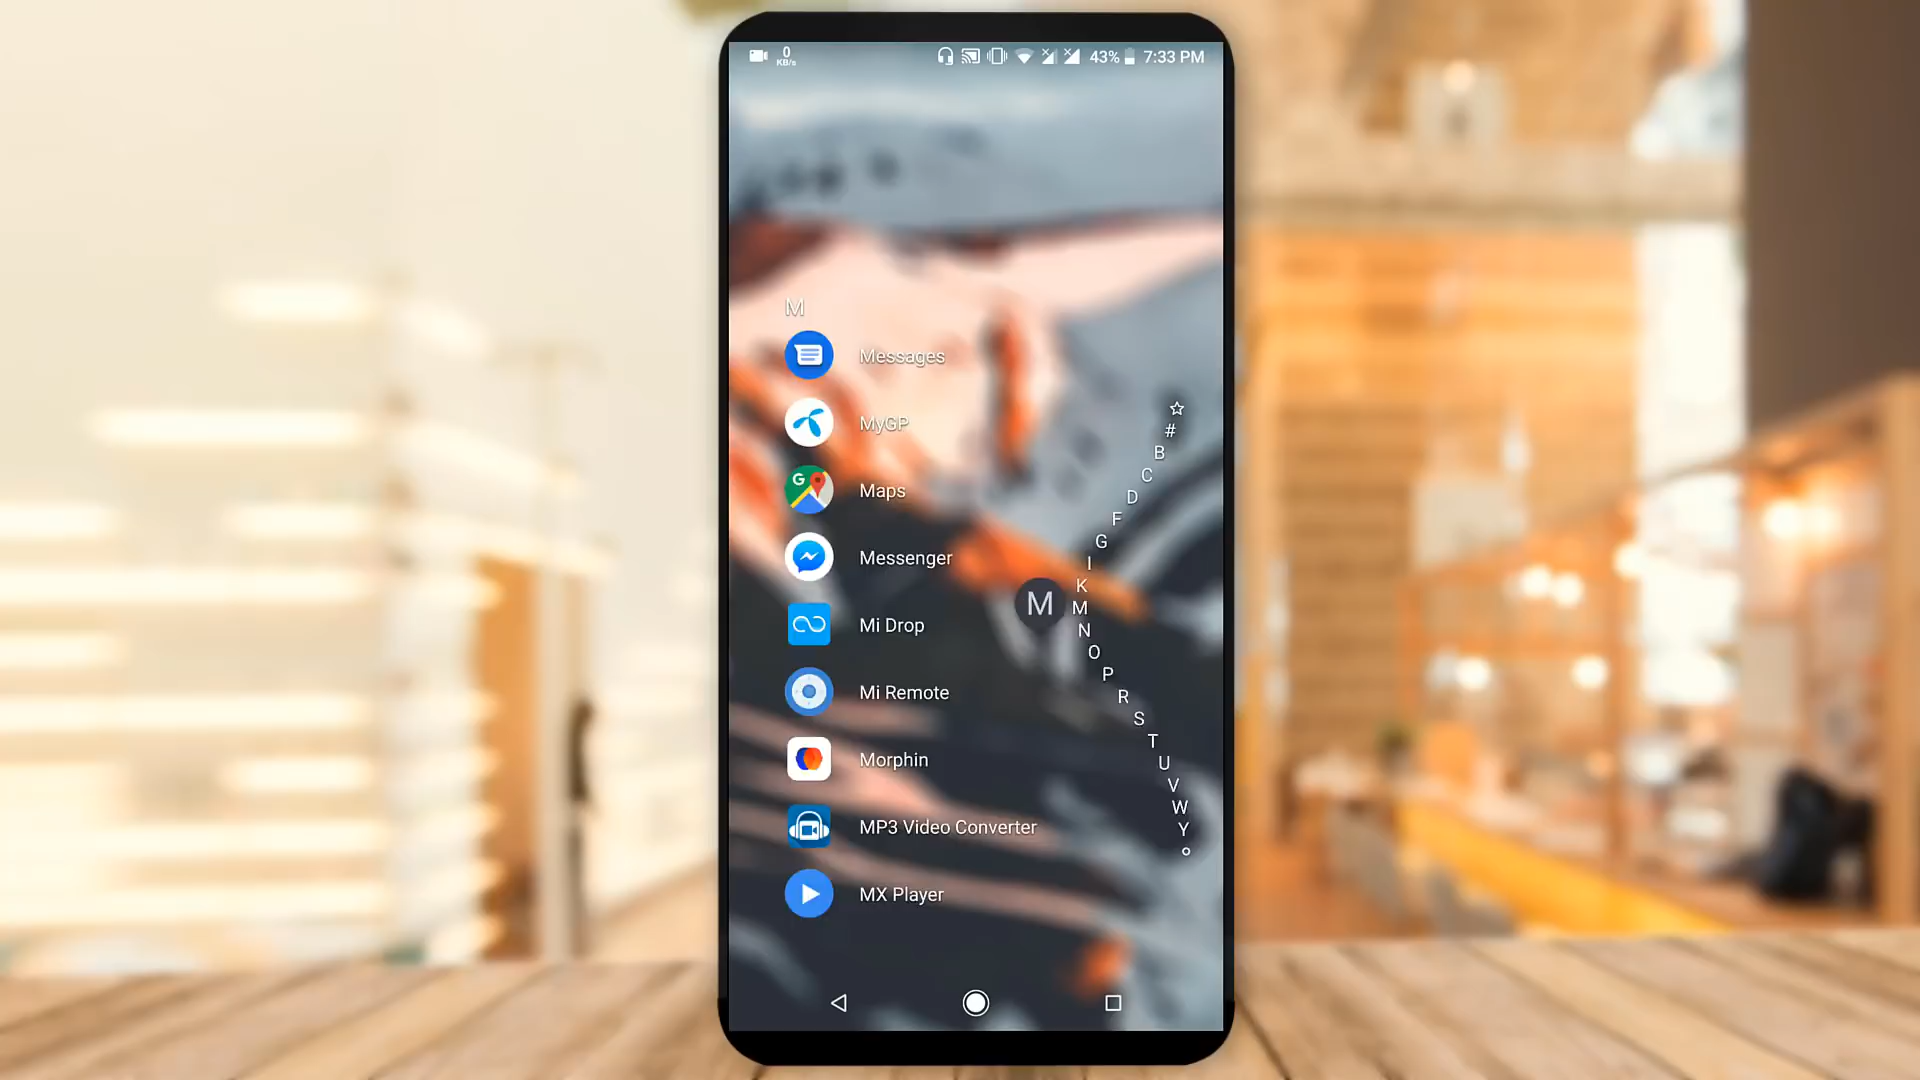 0
KB/s
43%
7:33 PM
M
Messages
MyGP
Maps
Messenger
Mi Drop
Mi Remote
Morphin
MP3 Video Converter
MX Player
M
#
B
C
D
F
G
I
K
M
N
O
P
R
S
T
U
V
W
Y